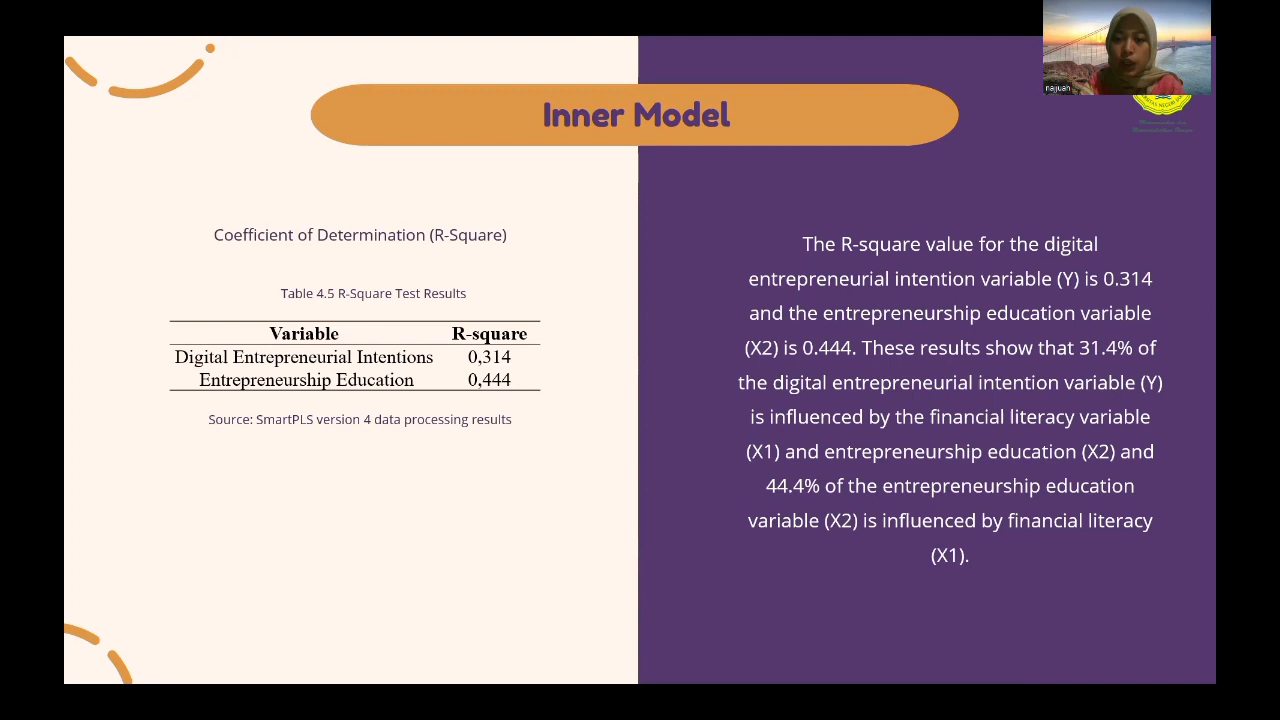 najuan
Inner Model
Coefficient of Determination (R-Square)
Table 4.5 R-Square Test Results
Variable R-square
Digital Entrepreneurial Intentions 0,314
Entrepreneurship Education 0,444
Source: SmartPLS version 4 data processing results
The R-square value for the digital
entrepreneurial intention variable (Y) is 0.314
and the entrepreneurship education variable
(X2) is 0.444. These results show that 31.4% of
the digital entrepreneurial intention variable (Y)
is influenced by the financial literacy variable
(X1) and entrepreneurship education (X2) and
44.4% of the entrepreneurship education
variable (X2) is influenced by financial literacy
(X1).